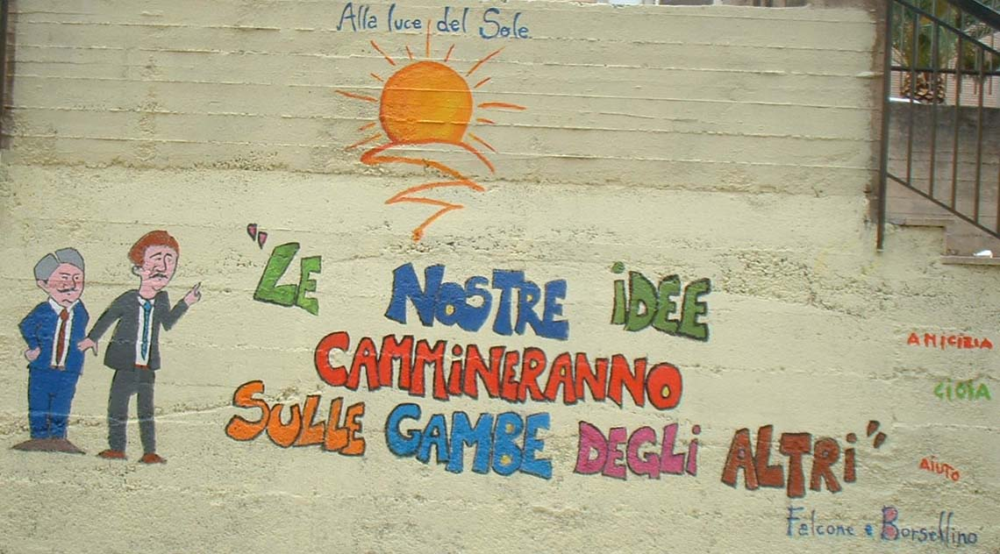 Alla luce del Sole
"LE NOSTRE iDEE
CAMMiNERANNO
SULLE GAMBE DEGLi ALTRi"
AMICIZIA
GIOIA
AIUTO
Falcone e Borsellino